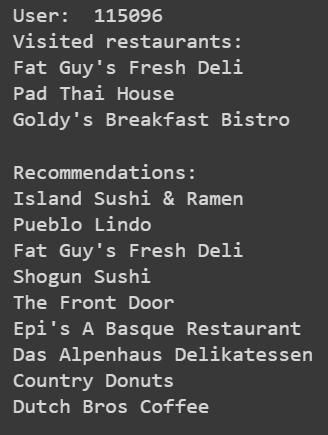 User:  115096
Visited restaurants:
Fat Guy's Fresh Deli
Pad Thai House
Goldy's Breakfast Bistro

Recommendations:
Island Sushi & Ramen
Pueblo Lindo
Fat Guy's Fresh Deli
Shogun Sushi
The Front Door
Epi's A Basque Restaurant
Das Alpenhaus Delikatessen
Country Donuts
Dutch Bros Coffee